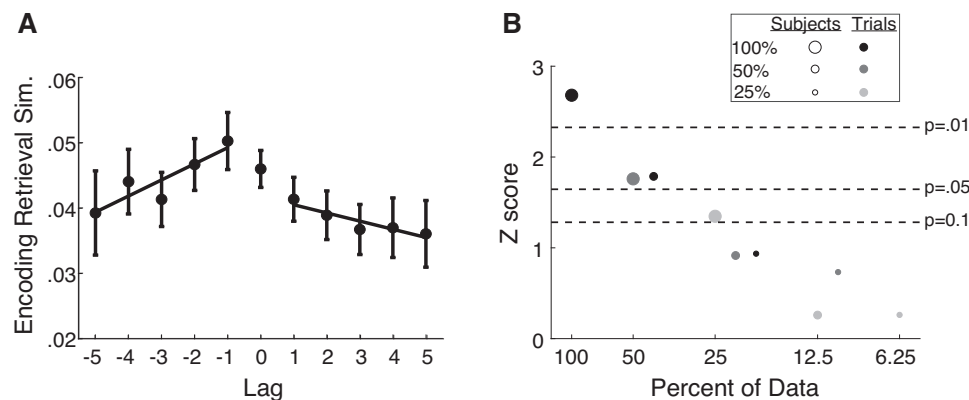 A
Encoding Retrieval Sim.
.06
.05
.04
.03
.02
-5 -4 -3 -2 -1 0 1 2 3 4 5
Lag
B
Subjects Trials
100%
50%
25%
Z score
3
2
1
0
p=.01
p=.05
p=0.1
100 50 25 12.5 6.25
Percent of Data